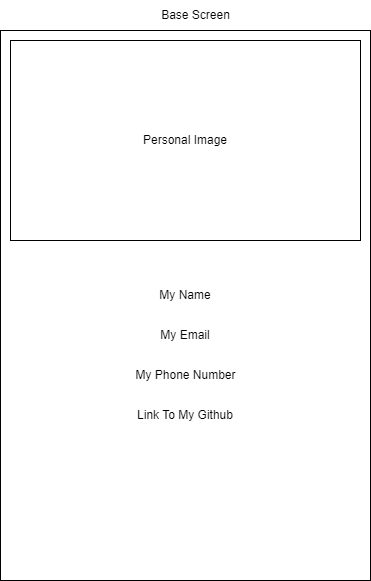 Base Screen
Personal Image
My Name
My Email
My Phone Number
Link To My Github